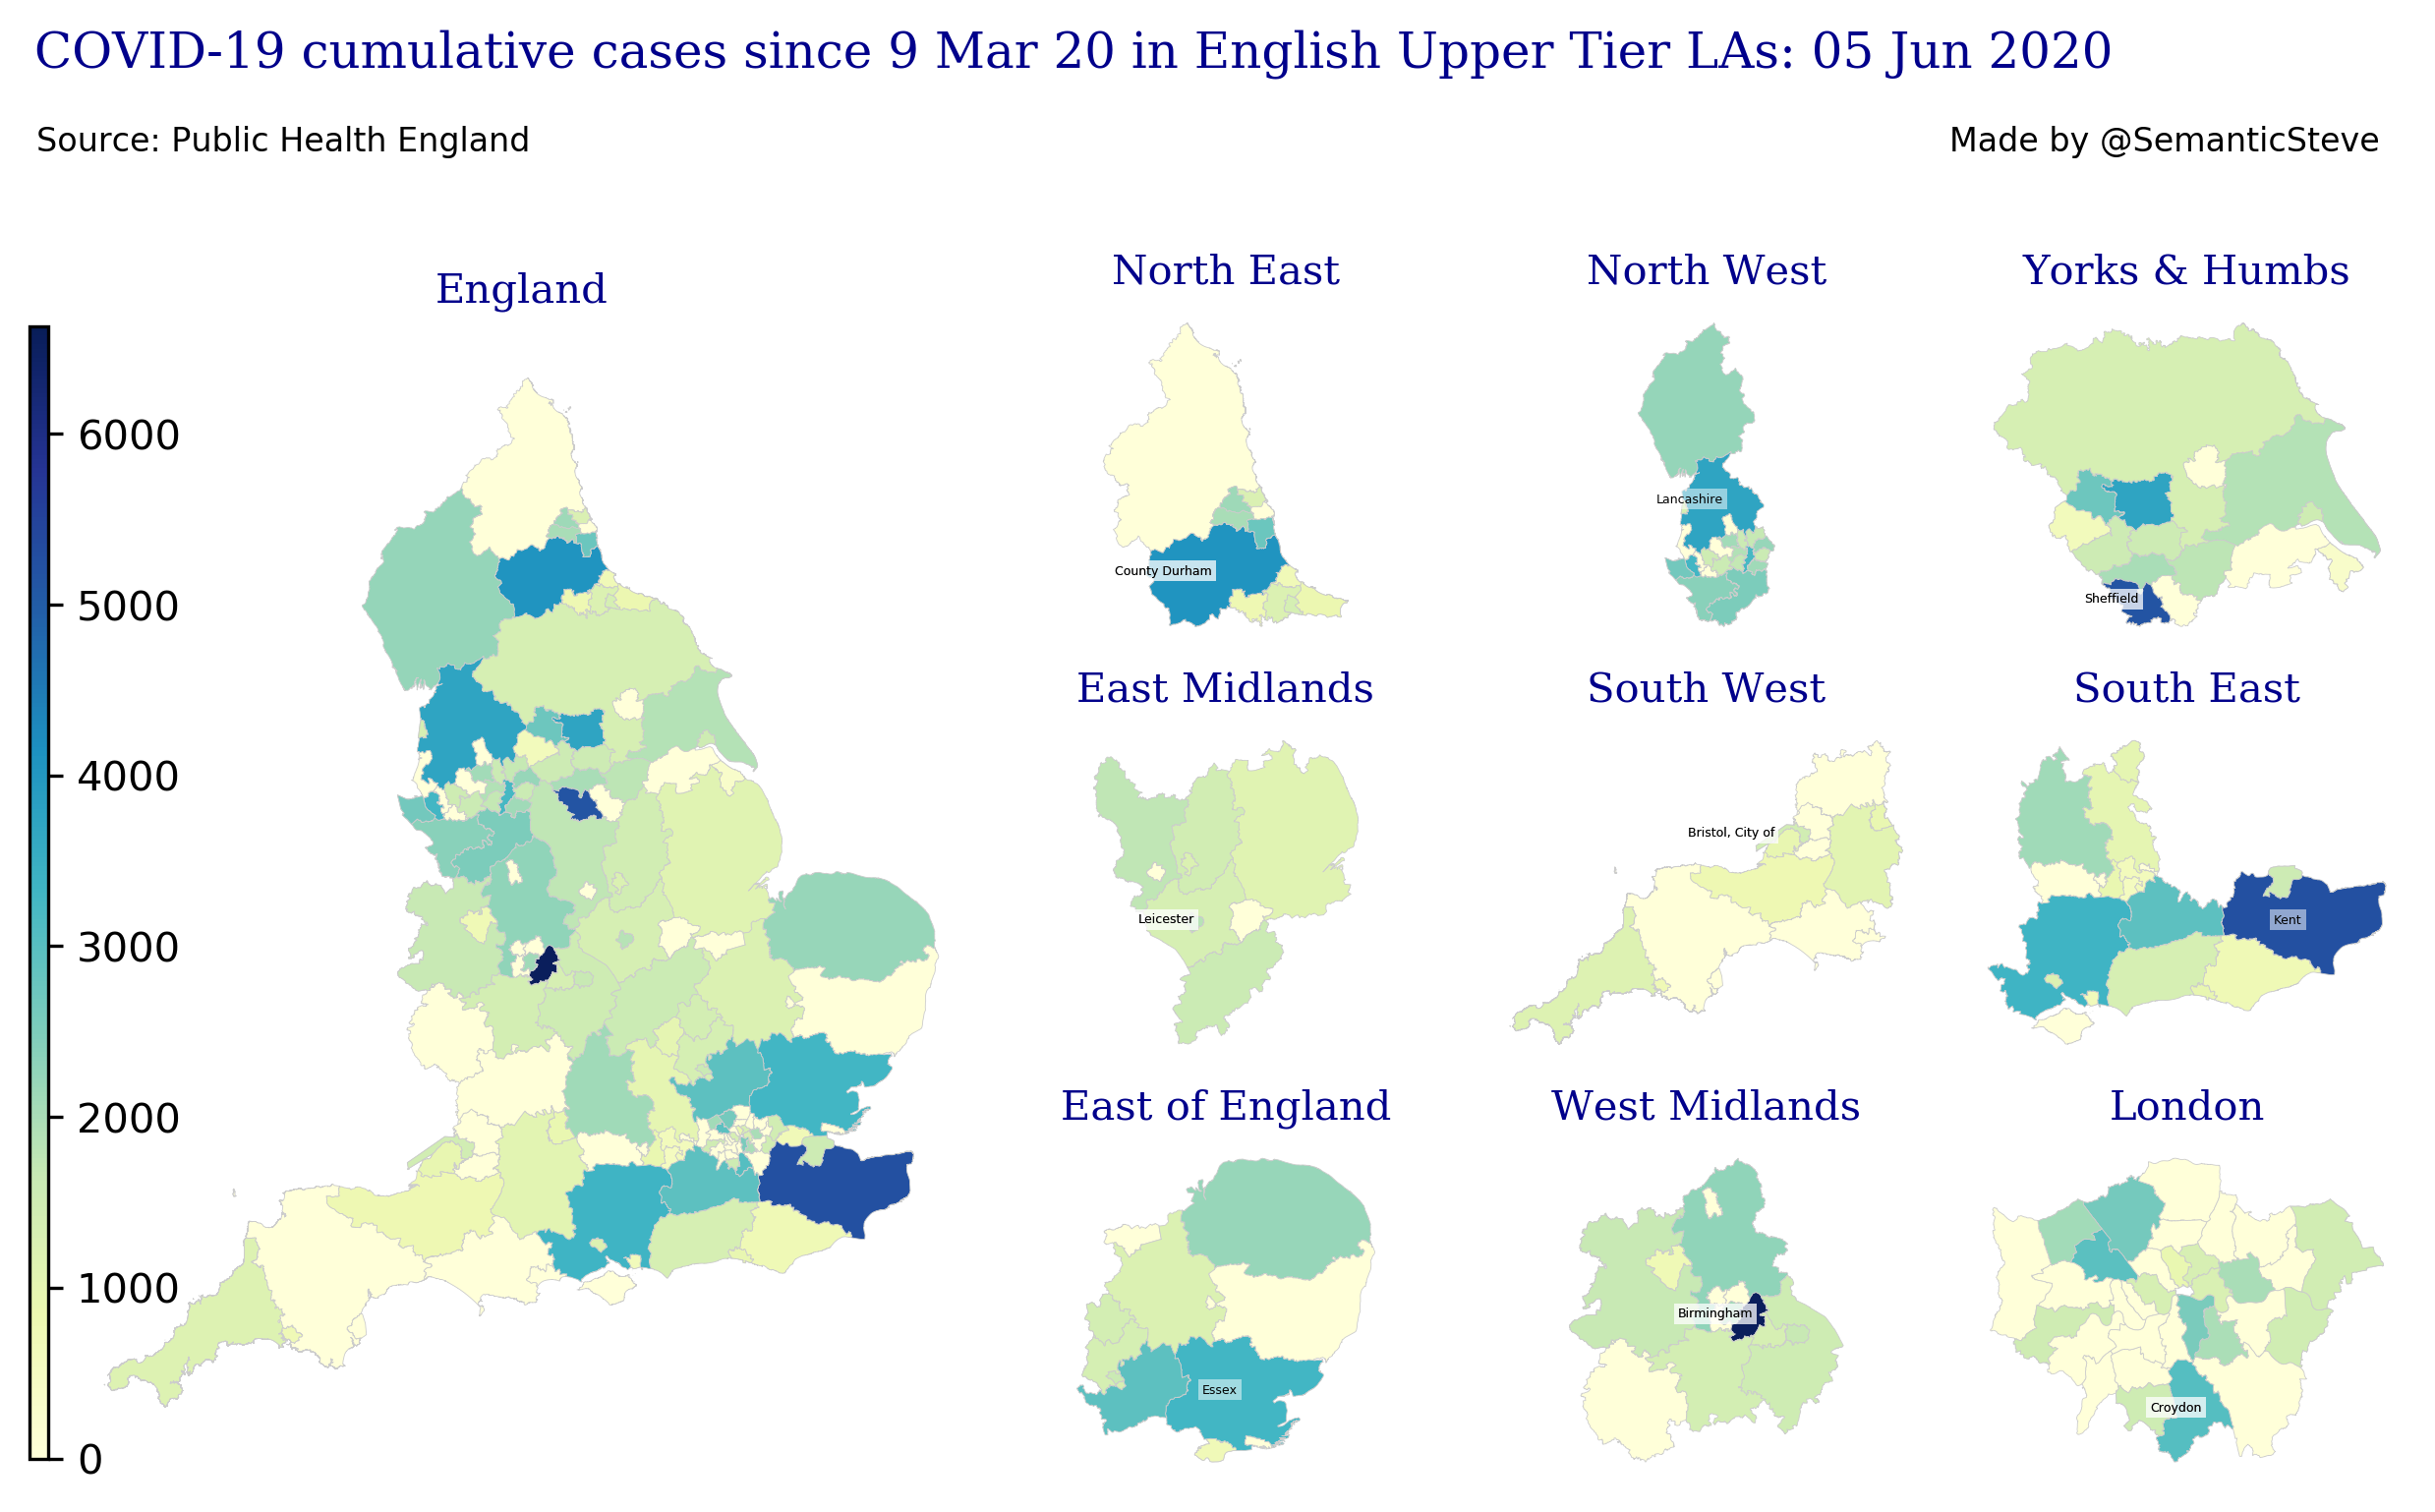 COVID-19 cumulative cases since 9 Mar 20 in English Upper Tier LAs: 05 Jun 2020
Source: Public Health England
Made by @SemanticSteve
England
6000
5000
4000
3000
2000
1000
0
North East
County Durham
North West
Lancashire
Yorks & Humbs
Sheffield
East Midlands
Leicester
South West
Bristol, City of
South East
Kent
East of England
Essex
West Midlands
Birmingham
London
Croydon